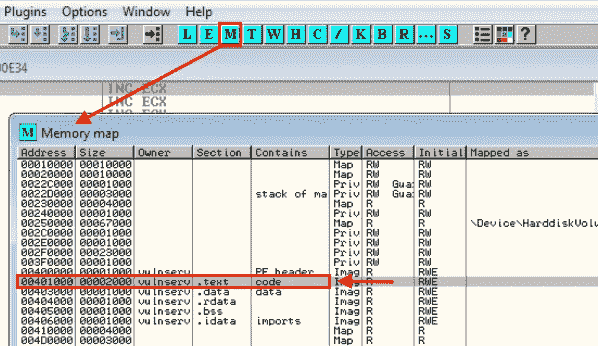 Plugins Options Window Help
L E M T W H C / K B R ... S ?
00E34
INC ECX
INC ECX
M Memory map
Address Size Owner Section Contains Type Access Initial Mapped as
00010000 00010000 Map RW RW
00020000 00010000 Map RW RW
0022C000 00001000 Priv RW Gua RW
0022D000 00003000 stack of ma Priv RW Gua RW
00230000 00004000 Map R R
00240000 00001000 Priv RW RW
00250000 00067000 Map R R \Device\HarddiskVolu
002C0000 00001000 Priv RW RW
002E0000 00001000 Priv RW RW
002F0000 00023000 Priv RW RW
003F0000 00001000 Priv RW RW
00400000 00001000 vulnserv PE header Imag R RWE
00401000 00002000 vulnserv .text code Imag R RWE
00403000 00001000 vulnserv .data data Imag R RWE
00404000 00001000 vulnserv .rdata Imag R RWE
00405000 00001000 vulnserv .bss Imag R RWE
00406000 00001000 vulnserv .idata imports Imag R RWE
00410000 00004000 Map R R
004D0000 00003000 Map R R